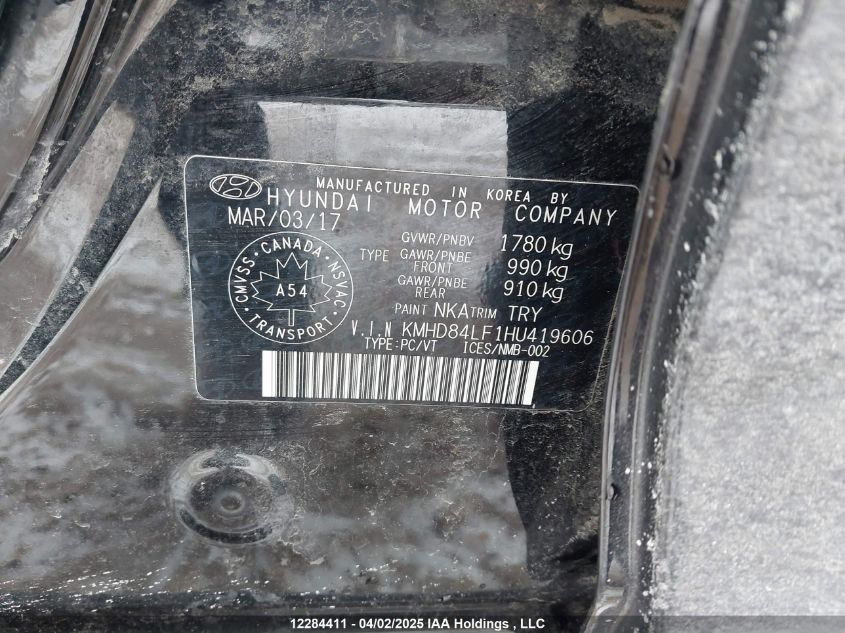 MANUFACTURED IN KOREA BY
HYUNDAI MOTOR COMPANY
MAR/03/17
GVWR/PNBV 1780 kg
TYPE GAWR/PNBE FRONT 990 kg
GAWR/PNBE REAR 910 kg
CANADA
CMVSS
NSVAC
A54
TRANSPORT
PAINT NKA TRIM TRY
V.I.N KMHD84LF1HU419606
TYPE:PC/VT ICES/NMB-002
12284411 - 04/02/2025 IAA Holdings , LLC